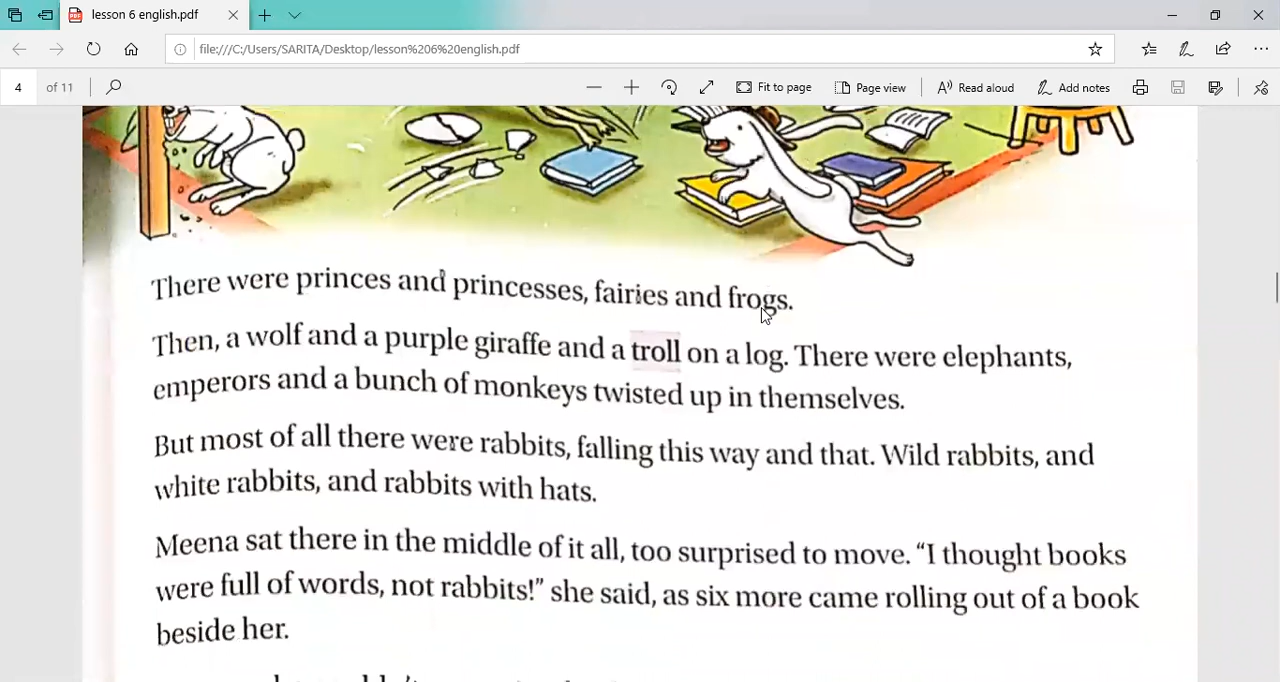 lesson 6 english.pdf
file:///C:/Users/SARITA/Desktop/lesson%206%20english.pdf
4 of 11 Fit to page Page view Read aloud Add notes
There were princes and princesses, fairies and frogs.
Then, a wolf and a purple giraffe and a troll on a log. There were elephants,
emperors and a bunch of monkeys twisted up in themselves.
But most of all there were rabbits, falling this way and that. Wild rabbits, and
white rabbits, and rabbits with hats.
Meena sat there in the middle of it all, too surprised to move. “I thought books
were full of words, not rabbits!” she said, as six more came rolling out of a book
beside her.